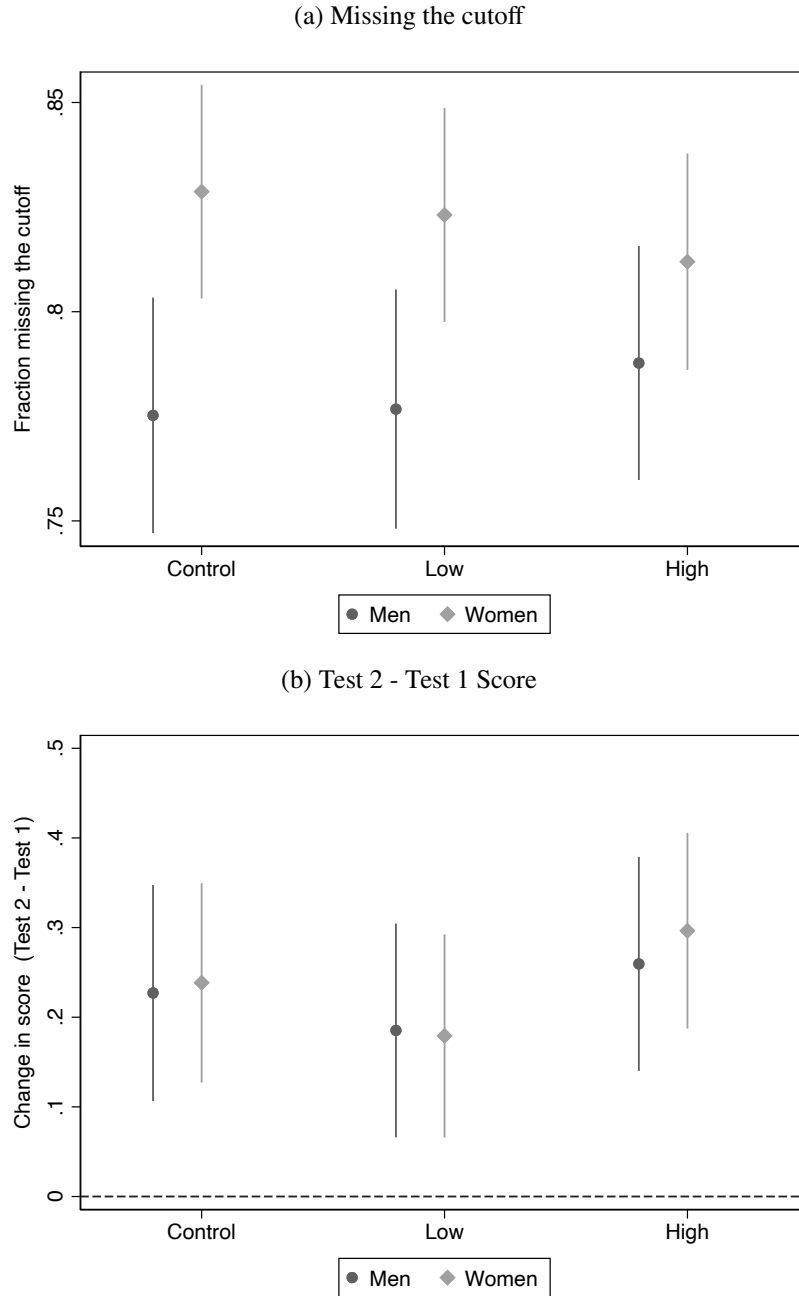 (a) Missing the cutoff
Fraction missing the cutoff
.85
.8
.75
Control Low High
Men Women
(b) Test 2 - Test 1 Score
Change in score (Test 2 - Test 1)
.5
.4
.3
.2
.1
0
Control Low High
Men Women